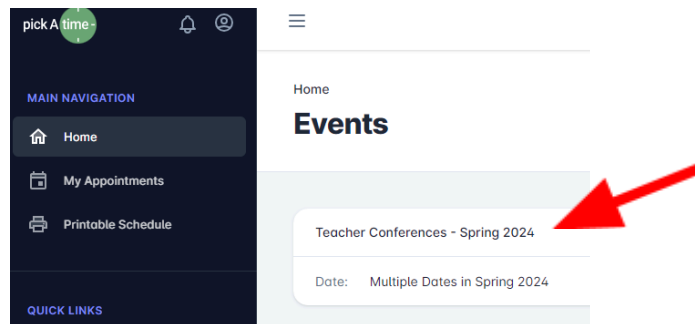 pick A time
MAIN NAVIGATION
Home
My Appointments
Printable Schedule
QUICK LINKS
Home
Events
Teacher Conferences - Spring 2024
Date: Multiple Dates in Spring 2024